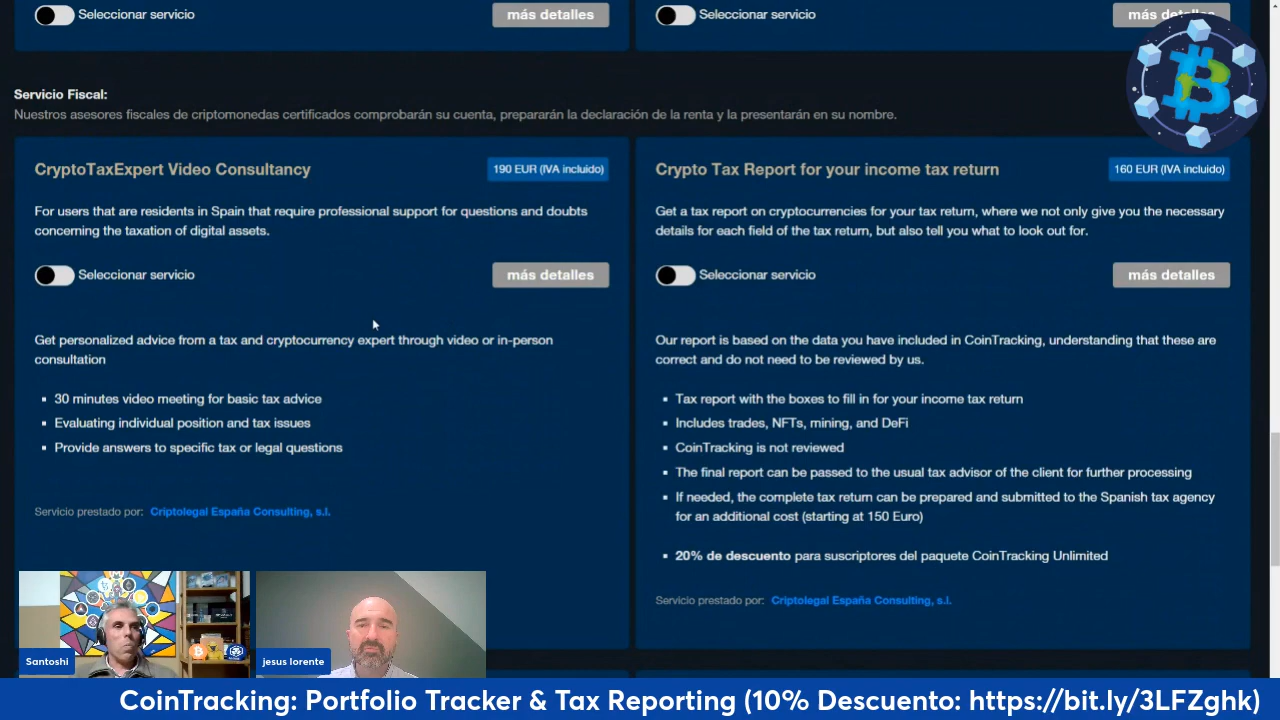 Seleccionar servicio
más detalles
Seleccionar servicio
más detalles
Servicio Fiscal:
Nuestros asesores fiscales de criptomonedas certificados comprobarán su cuenta, prepararán la declaración de la renta y la presentarán en su nombre.
CryptoTaxExpert Video Consultancy
190 EUR (IVA incluido)
For users that are residents in Spain that require professional support for questions and doubts
concerning the taxation of digital assets.
Seleccionar servicio
más detalles
Get personalized advice from a tax and cryptocurrency expert through video or in-person
consultation
30 minutes video meeting for basic tax advice
Evaluating individual position and tax issues
Provide answers to specific tax or legal questions
Servicio prestado por: Criptolegal España Consulting, s.l.
Crypto Tax Report for your income tax return
160 EUR (IVA incluido)
Get a tax report on cryptocurrencies for your tax return, where we not only give you the necessary
details for each field of the tax return, but also tell you what to look out for.
Seleccionar servicio
más detalles
Our report is based on the data you have included in CoinTracking, understanding that these are
correct and do not need to be reviewed by us.
Tax report with the boxes to fill in for your income tax return
Includes trades, NFTs, mining, and DeFi
CoinTracking is not reviewed
The final report can be passed to the usual tax advisor of the client for further processing
If needed, the complete tax return can be prepared and submitted to the Spanish tax agency
for an additional cost (starting at 150 Euro)
20% de descuento para suscriptores del paquete CoinTracking Unlimited
Servicio prestado por: Criptolegal España Consulting, s.l.
Santoshi
jesus lorente
CoinTracking: Portfolio Tracker & Tax Reporting (10% Descuento: https://bit.ly/3LFZghk)